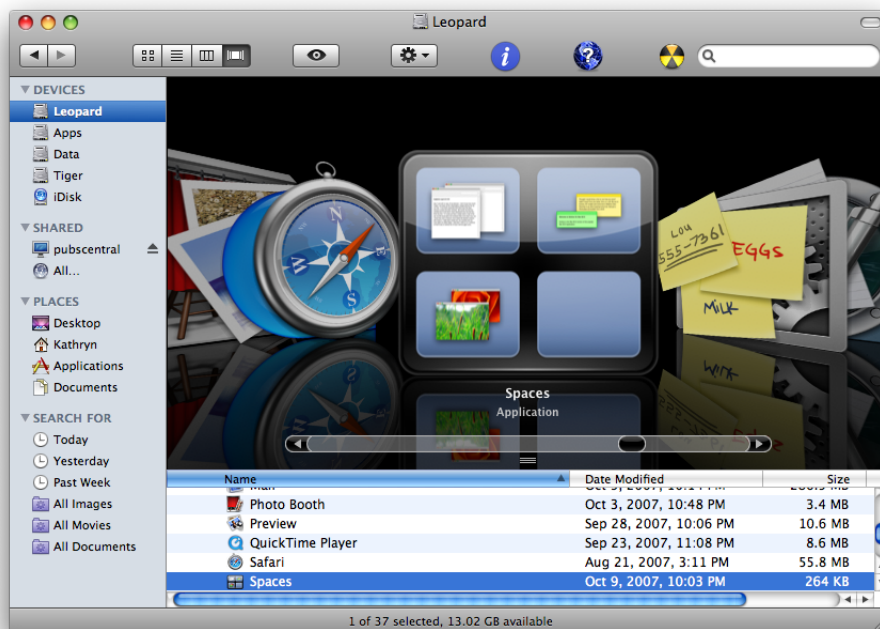 Leopard
DEVICES
Leopard
Apps
Data
Tiger
iDisk
SHARED
pubscentral
All...
PLACES
Desktop
Kathryn
Applications
Documents
SEARCH FOR
Today
Yesterday
Past Week
All Images
All Movies
All Documents
N
E
S
W
Lou
555-7361
EGGS
MiLK
Spaces
Application
Name Date Modified Size
Photo Booth Oct 3, 2007, 10:48 PM 3.4 MB
Preview Sep 28, 2007, 10:06 PM 10.6 MB
QuickTime Player Sep 23, 2007, 11:08 PM 8.6 MB
Safari Aug 21, 2007, 3:11 PM 55.8 MB
Spaces Oct 9, 2007, 10:03 PM 264 KB
1 of 37 selected, 13.02 GB available